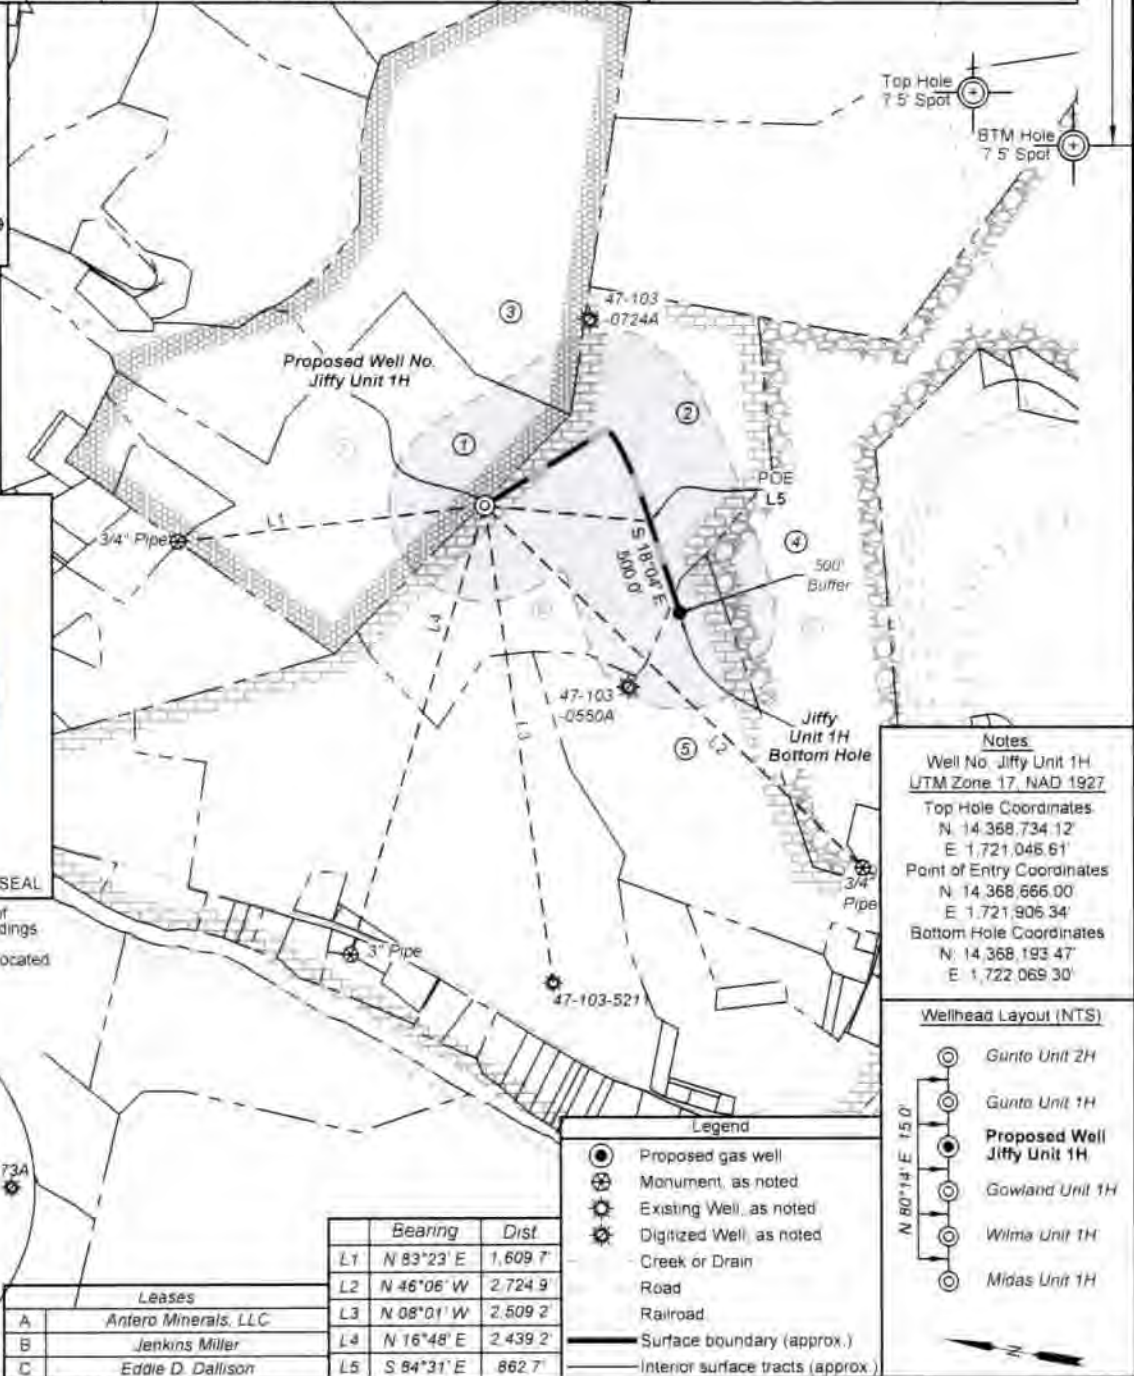 Top Hole
7.5' Spot
BTM Hole
7.5' Spot
47-103
-0724A
3
Proposed Well No.
Jiffy Unit 1H
2
1
POE
L5
L1
3/4" Pipe
S 18°04' E
500.0'
4
500'
Buffer
L4
47-103
-0550A
L3
5
L2
Jiffy
Unit 1H
Bottom Hole
3/4"
Pipe
3" Pipe
47-103-5211
SEAL
of
dings
ocated
73A
Notes
Well No. Jiffy Unit 1H
UTM Zone 17, NAD 1927
Top Hole Coordinates
N: 14,368,734.12'
E: 1,721,046.61'
Point of Entry Coordinates
N: 14,368,666.00'
E: 1,721,906.34'
Bottom Hole Coordinates
N: 14,368,193.47'
E: 1,722,069.30'
Wellhead Layout (NTS)
Gunto Unit 2H
Gunto Unit 1H
Proposed Well
Jiffy Unit 1H
Gowland Unit 1H
Wilma Unit 1H
Midas Unit 1H
N 80°14' E 15.0'
N
Legend
Proposed gas well
Monument, as noted
Existing Well, as noted
Digitized Well, as noted
Creek or Drain
Road
Railroad
Surface boundary (approx.)
Interior surface tracts (approx.)
Bearing Dist.
L1 N 83°23' E 1,609.7'
L2 N 46°06' W 2,724.9'
L3 N 08°01' W 2,509.2'
L4 N 16°48' E 2,439.2'
L5 S 84°31' E 862.7'
Leases
A Antero Minerals, LLC
B Jenkins Miller
C Eddie D. Dallison